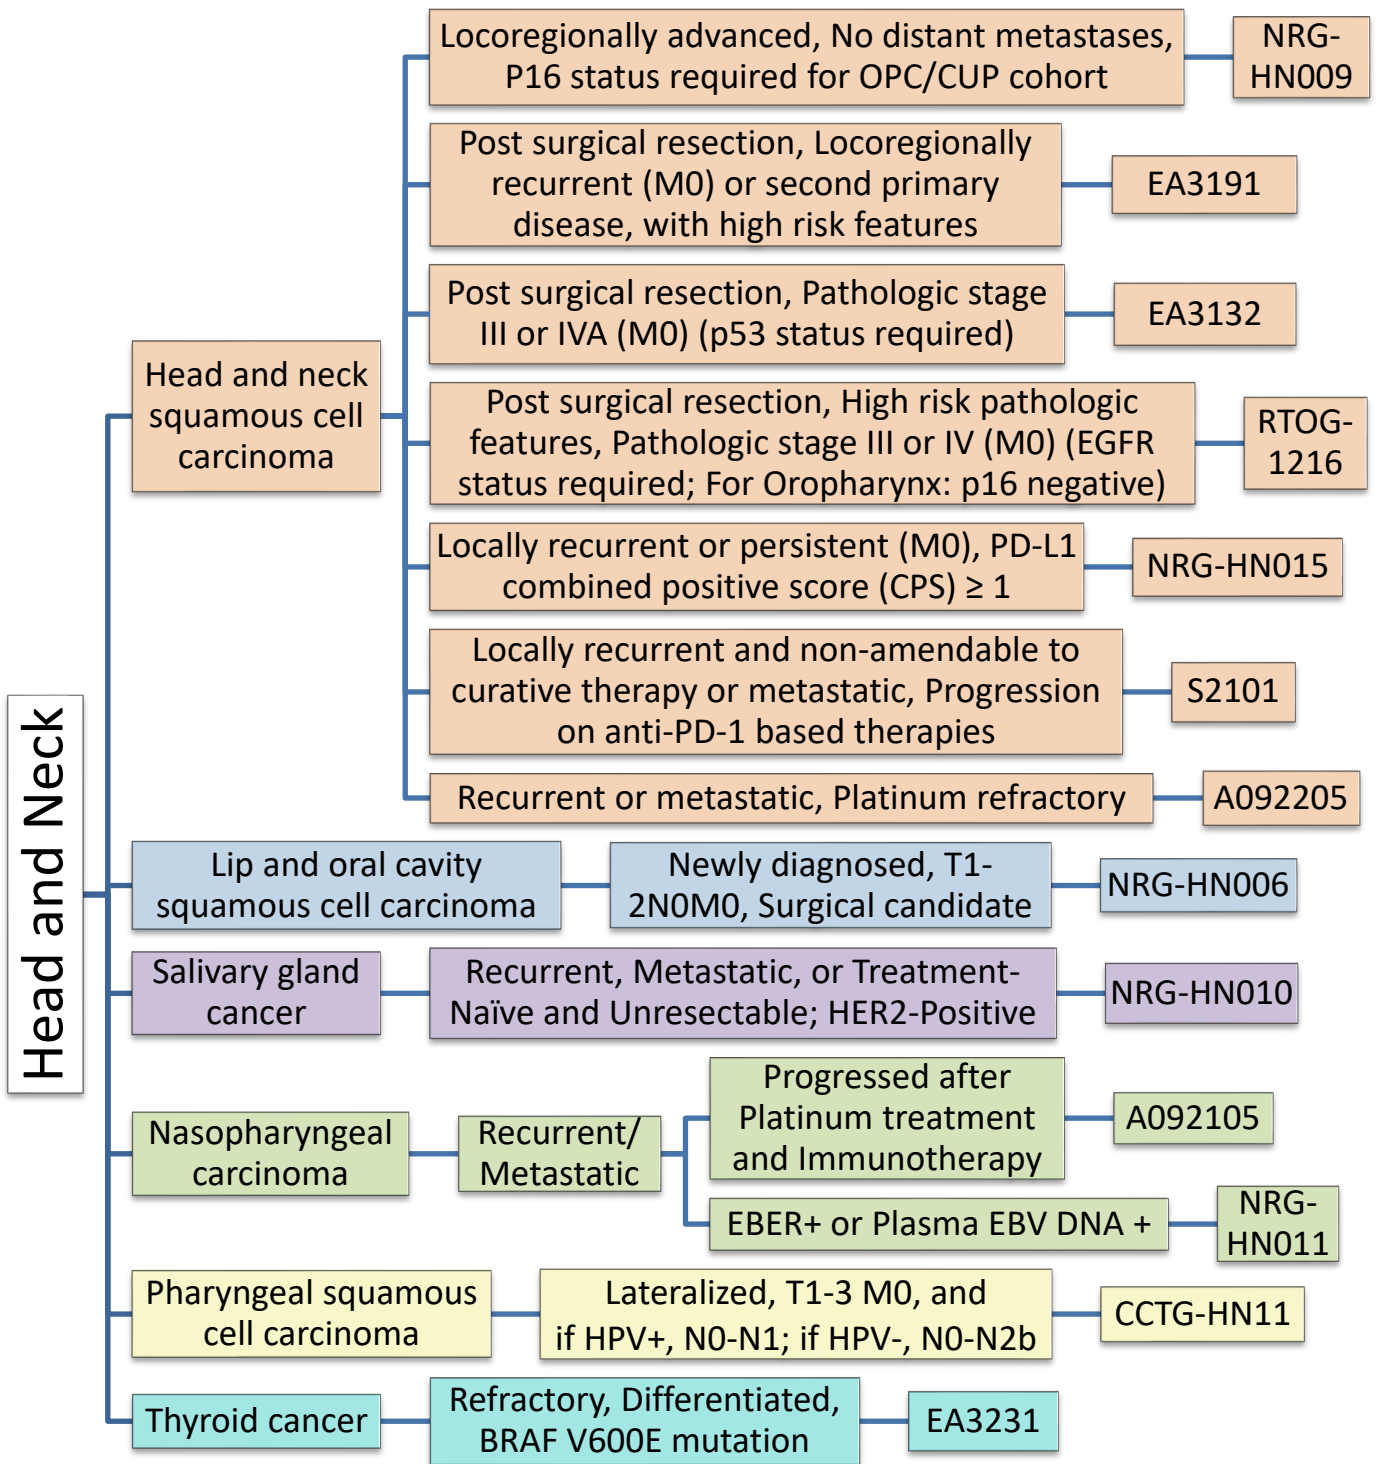 Head and Neck
Head and neck
squamous cell
carcinoma
Locoregionally advanced, No distant metastases,
P16 status required for OPC/CUP cohort
NRG-
HN009
Post surgical resection, Locoregionally
recurrent (M0) or second primary
disease, with high risk features
EA3191
Post surgical resection, Pathologic stage
III or IVA (M0) (p53 status required)
EA3132
Post surgical resection, High risk pathologic
features, Pathologic stage III or IV (M0) (EGFR
status required; For Oropharynx: p16 negative)
RTOG-
1216
Locally recurrent or persistent (M0), PD-L1
combined positive score (CPS) ≥ 1
NRG-HN015
Locally recurrent and non-amendable to
curative therapy or metastatic, Progression
on anti-PD-1 based therapies
S2101
Recurrent or metastatic, Platinum refractory
A092205
Lip and oral cavity
squamous cell carcinoma
Newly diagnosed, T1-
2N0M0, Surgical candidate
NRG-HN006
Salivary gland
cancer
Recurrent, Metastatic, or Treatment-
Naïve and Unresectable; HER2-Positive
NRG-HN010
Nasopharyngeal
carcinoma
Recurrent/
Metastatic
Progressed after
Platinum treatment
and Immunotherapy
A092105
EBER+ or Plasma EBV DNA +
NRG-
HN011
Pharyngeal squamous
cell carcinoma
Lateralized, T1-3 M0, and
if HPV+, N0-N1; if HPV-, N0-N2b
CCTG-HN11
Thyroid cancer
Refractory, Differentiated,
BRAF V600E mutation
EA3231